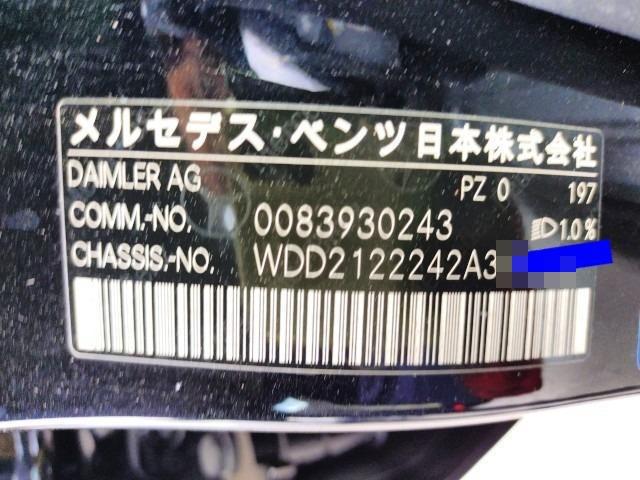 メルセデス・ベンツ日本株式会社
DAIMLER AG PZ 0 197
COMM.-NO. 0083930243 1.0 %
CHASSIS.-NO. WDD2122242A3